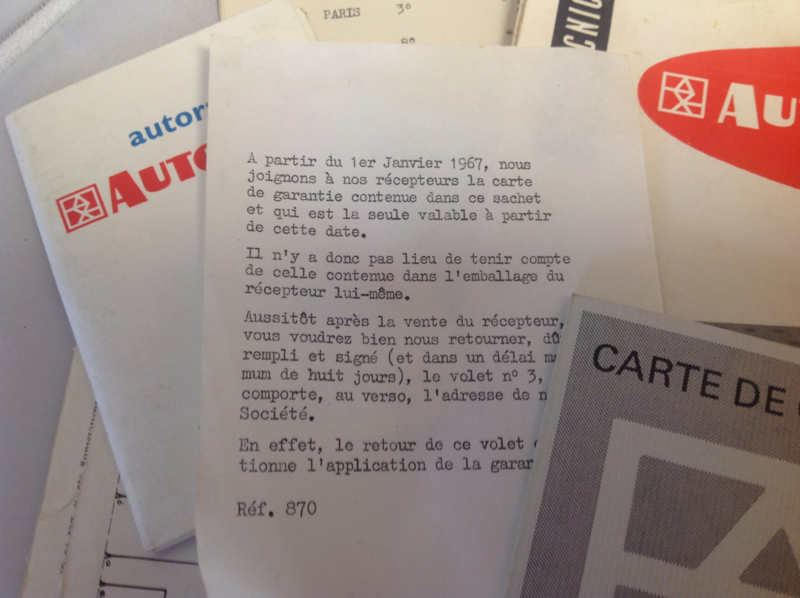 PARIS 3°
8°
autor
AUTO
AU
A partir du 1er Janvier 1967, nous
joignons à nos récepteurs la carte
de garantie contenue dans ce sachet
et qui est la seule valable à partir
de cette date.
Il n'y a donc pas lieu de tenir compte
de celle contenue dans l'emballage du
récepteur lui-même.
Aussitôt après la vente du récepteur,
vous voudrez bien nous retourner, dû
rempli et signé (et dans un délai m
mum de huit jours), le volet n° 3,
comporte, au verso, l'adresse de n
Société.
En effet, le retour de ce volet
tionne l'application de la garan
Réf. 870
CARTE DE